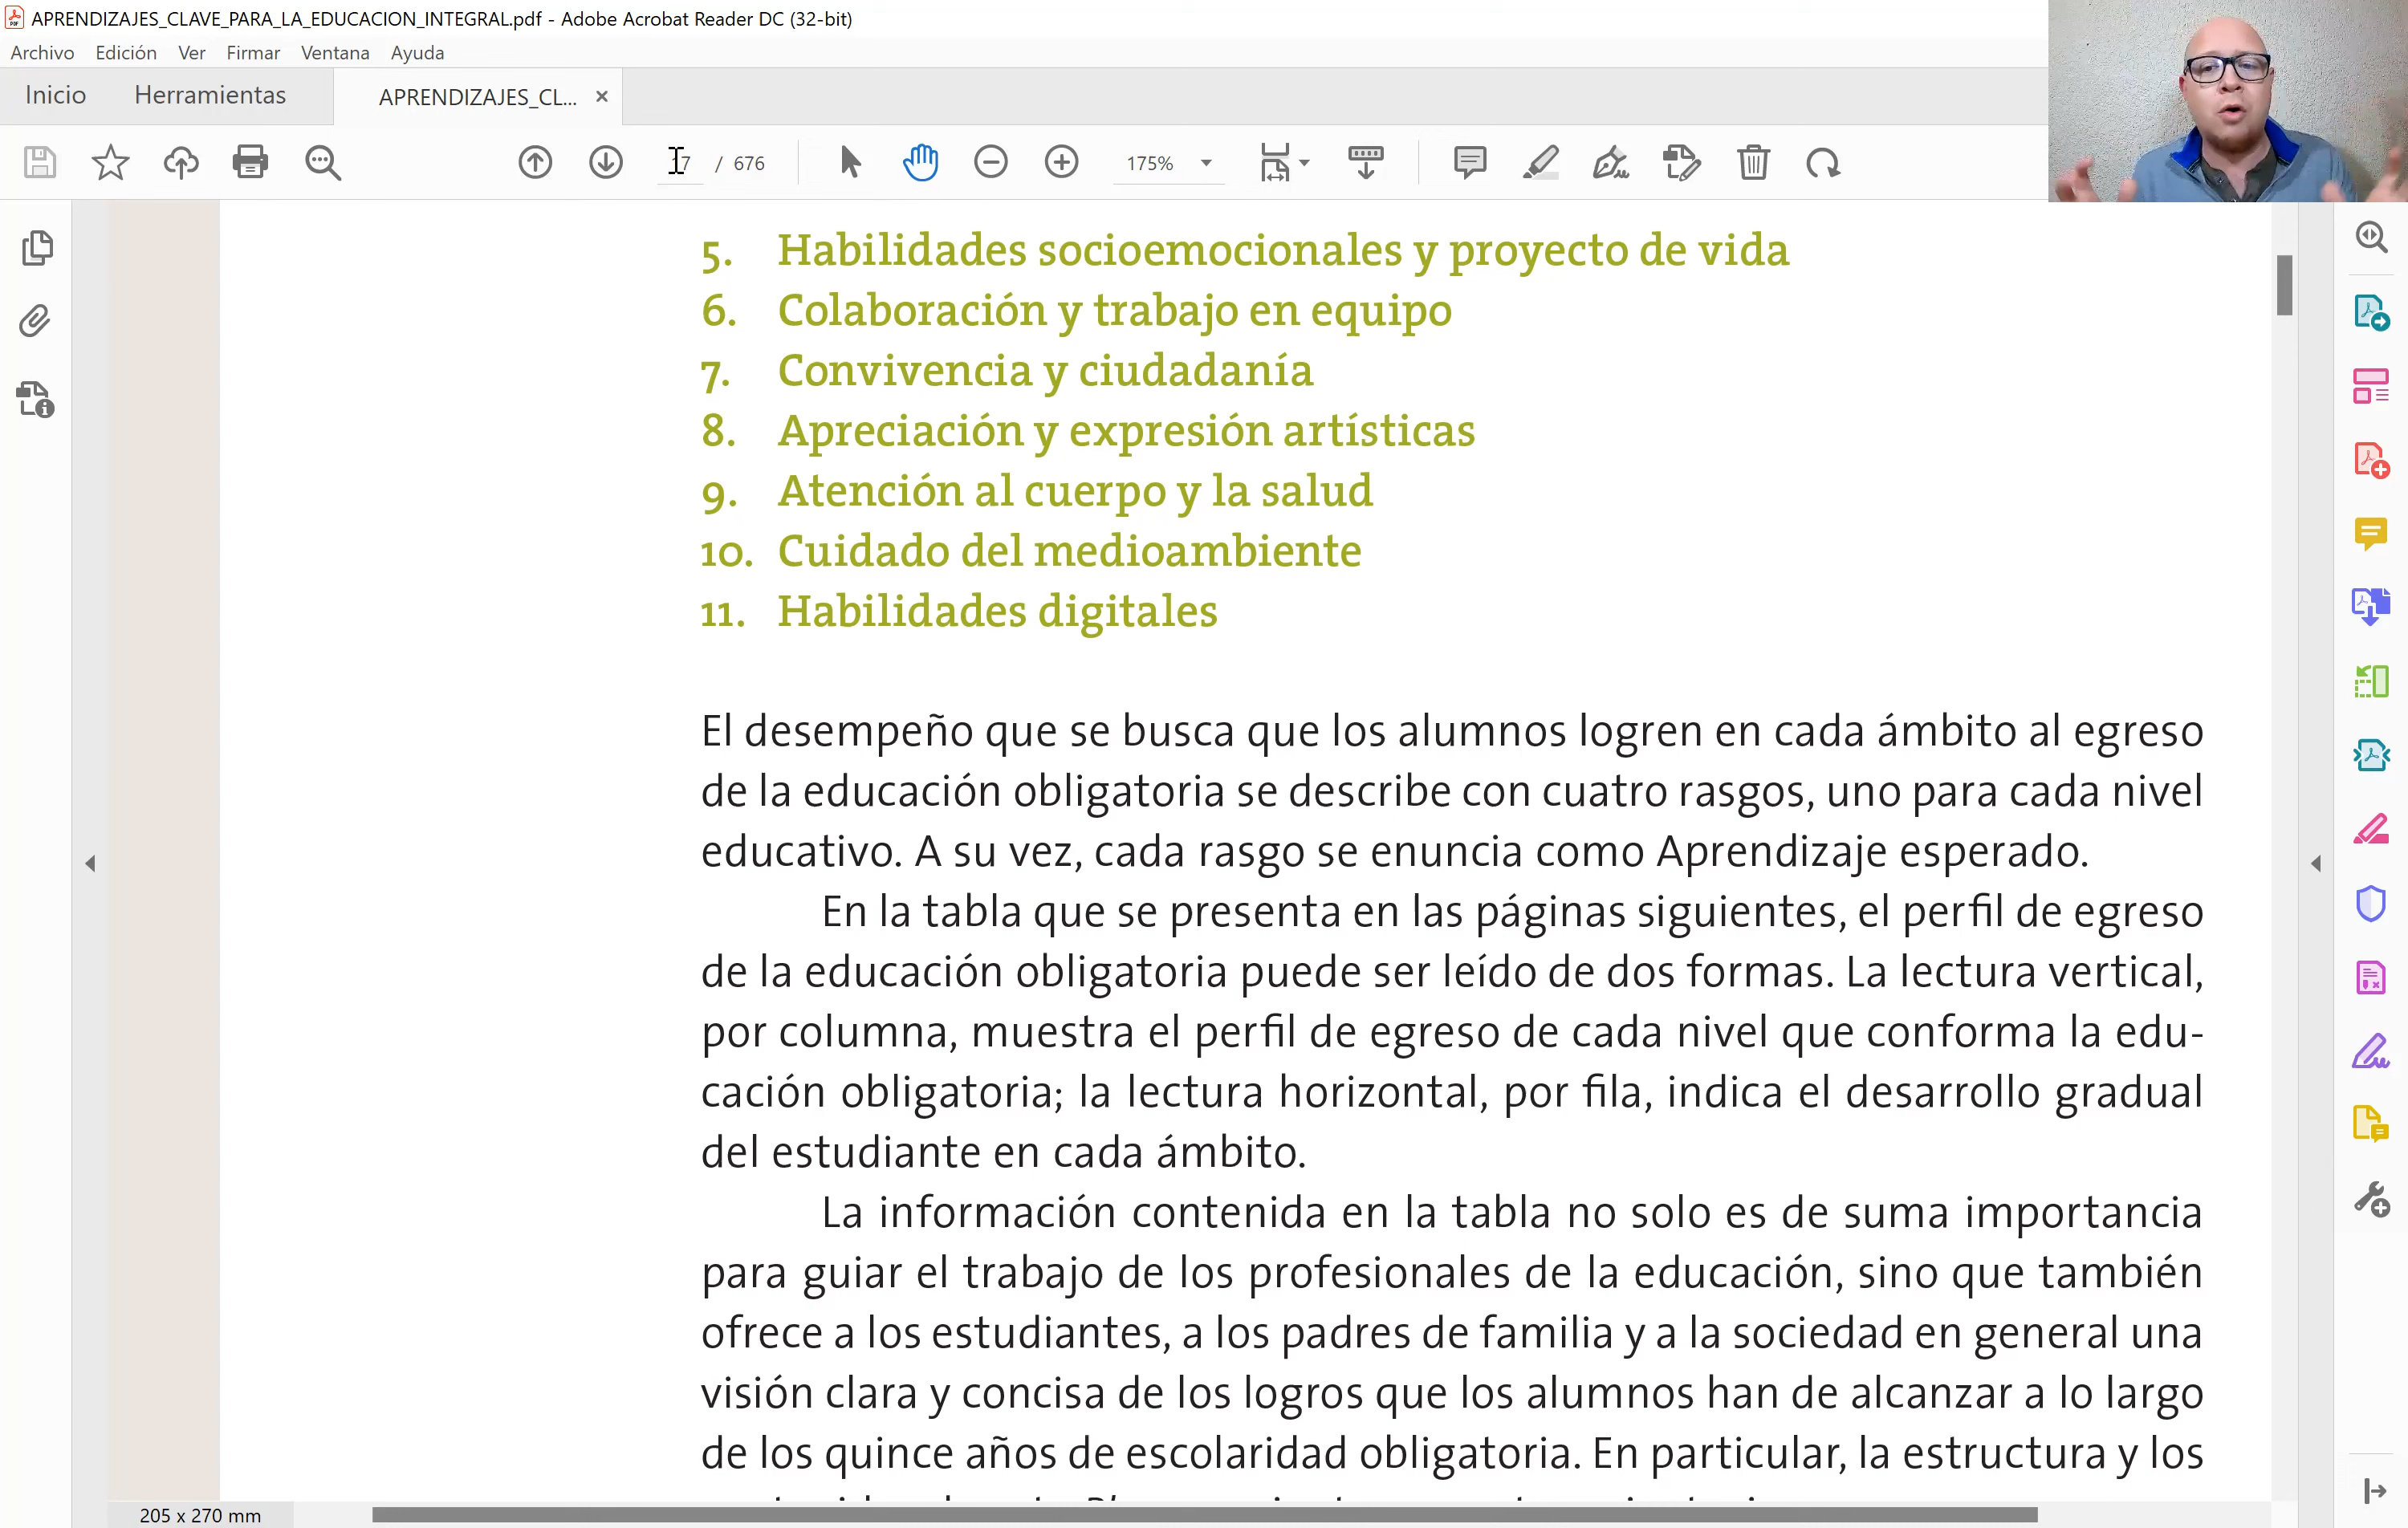 APRENDIZAJES_CLAVE_PARA_LA_EDUCACION_INTEGRAL.pdf - Adobe Acrobat Reader DC (32-bit)
Archivo Edición Ver Firmar Ventana Ayuda
Inicio Herramientas APRENDIZAJES_CL... ×
/ 676 175%
5. Habilidades socioemocionales y proyecto de vida
6. Colaboración y trabajo en equipo
7. Convivencia y ciudadanía
8. Apreciación y expresión artísticas
9. Atención al cuerpo y la salud
10. Cuidado del medioambiente
11. Habilidades digitales
El desempeño que se busca que los alumnos logren en cada ámbito al egreso
de la educación obligatoria se describe con cuatro rasgos, uno para cada nivel
educativo. A su vez, cada rasgo se enuncia como Aprendizaje esperado.
En la tabla que se presenta en las páginas siguientes, el perfil de egreso
de la educación obligatoria puede ser leído de dos formas. La lectura vertical,
por columna, muestra el perfil de egreso de cada nivel que conforma la edu-
cación obligatoria; la lectura horizontal, por fila, indica el desarrollo gradual
del estudiante en cada ámbito.
La información contenida en la tabla no solo es de suma importancia
para guiar el trabajo de los profesionales de la educación, sino que también
ofrece a los estudiantes, a los padres de familia y a la sociedad en general una
visión clara y concisa de los logros que los alumnos han de alcanzar a lo largo
de los quince años de escolaridad obligatoria. En particular, la estructura y los
205 x 270 mm